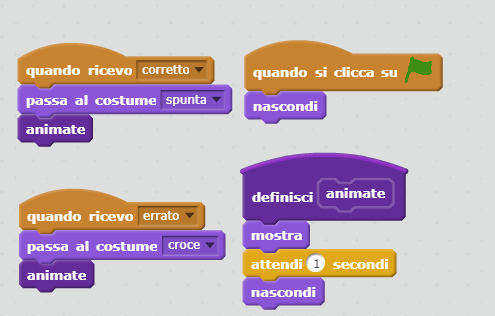 quando ricevo corretto
passa al costume spunta
animate
quando si clicca su
nascondi
quando ricevo errato
passa al costume croce
animate
definisci animate
mostra
attendi 1 secondi
nascondi